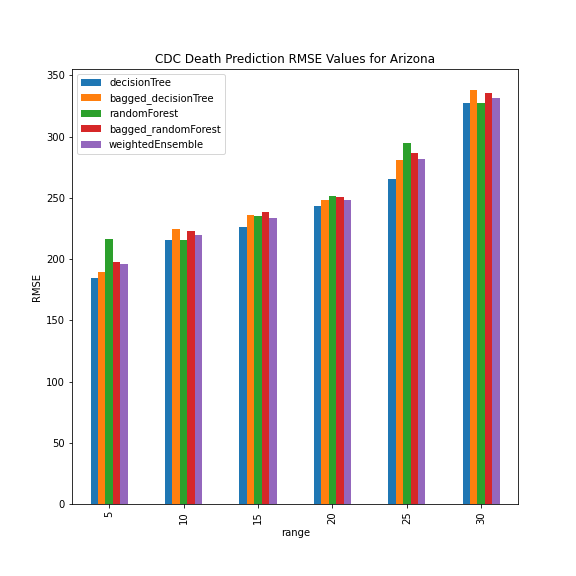 CDC Death Prediction RMSE Values for Arizona
decisionTree
bagged_decisionTree
randomForest
bagged_randomForest
weightedEnsemble
RMSE
350
300
250
200
150
100
50
0
5
10
15
20
25
30
range